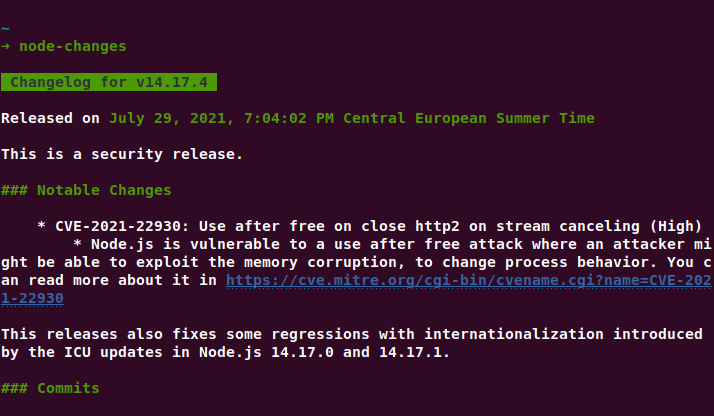 ~
➜ node-changes
Changelog for v14.17.4
Released on July 29, 2021, 7:04:02 PM Central European Summer Time
This is a security release.
### Notable Changes
* CVE-2021-22930: Use after free on close http2 on stream canceling (High)
* Node.js is vulnerable to a use after free attack where an attacker mi
ght be able to exploit the memory corruption, to change process behavior. You c
an read more about it in https://cve.mitre.org/cgi-bin/cvename.cgi?name=CVE-202
1-22930
This releases also fixes some regressions with internationalization introduced
by the ICU updates in Node.js 14.17.0 and 14.17.1.
### Commits